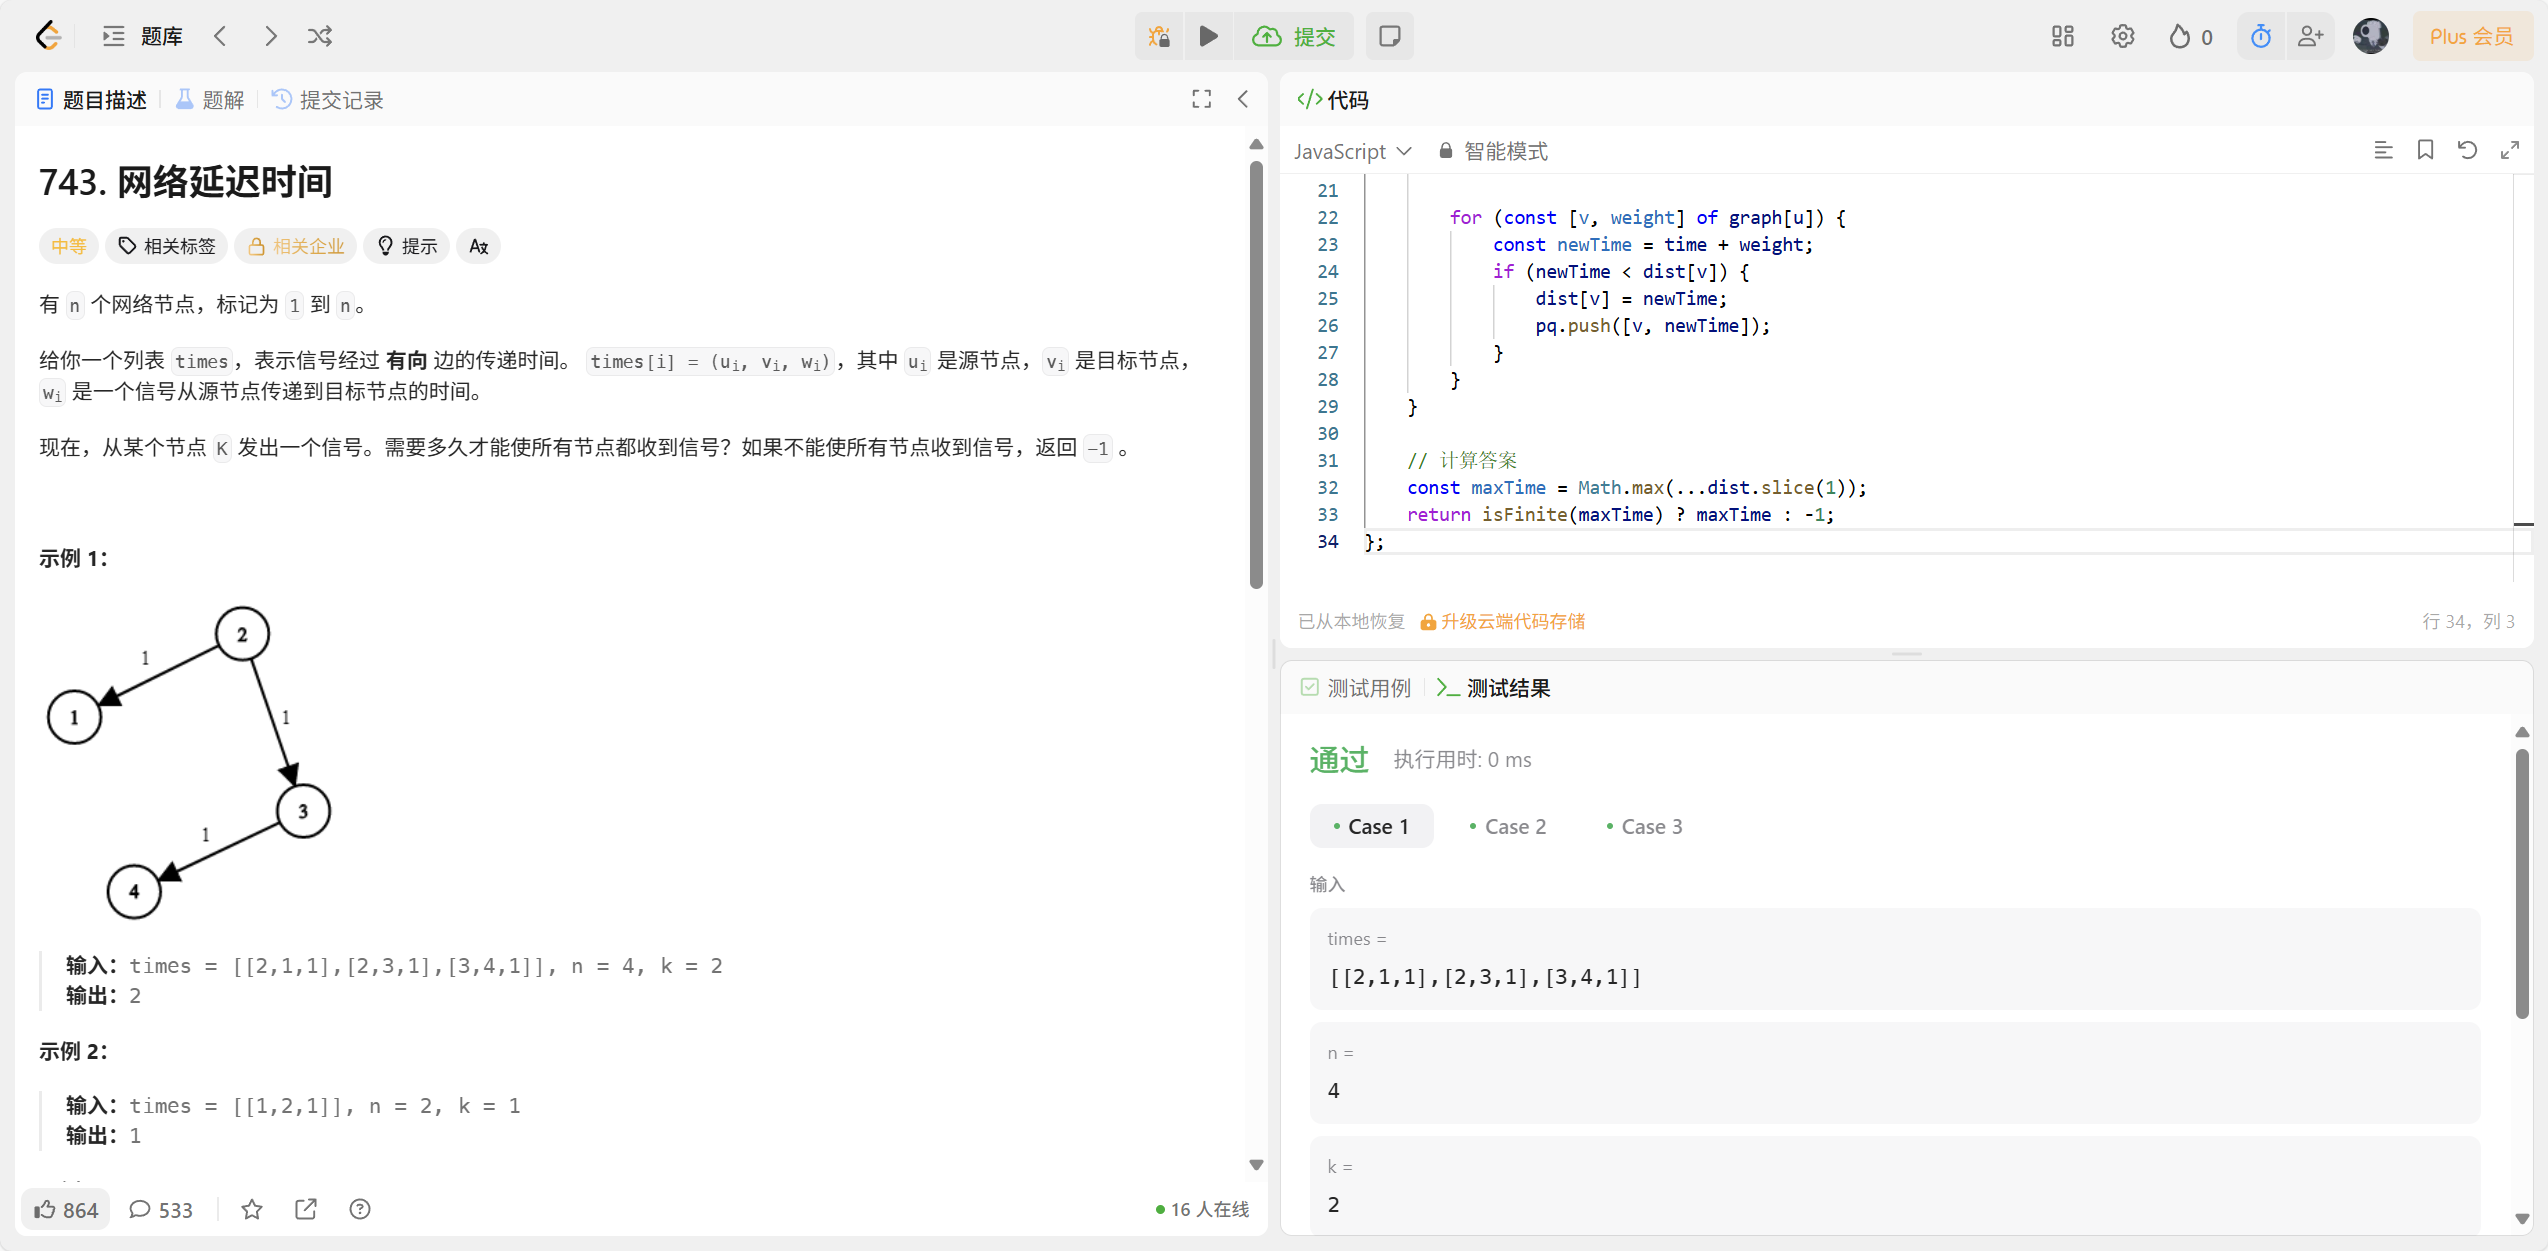 题库
提交
0
Plus 会员
题目描述
题解
提交记录
743. 网络延迟时间
中等
相关标签
相关企业
提示
有 n 个网络节点，标记为 1 到 n。
给你一个列表 times，表示信号经过 有向 边的传递时间。 times[i] = (ui, vi, wi)，其中 ui 是源节点，vi 是目标节点，
wi 是一个信号从源节点传递到目标节点的时间。
现在，从某个节点 K 发出一个信号。需要多久才能使所有节点都收到信号？如果不能使所有节点收到信号，返回 -1 。
示例 1：
2
1
1
1
3
1
4
输入：times = [[2,1,1],[2,3,1],[3,4,1]], n = 4, k = 2
输出：2
示例 2：
输入：times = [[1,2,1]], n = 2, k = 1
输出：1
864
533
16 人在线
</> 代码
JavaScript
智能模式
21
22 for (const [v, weight] of graph[u]) {
23 const newTime = time + weight;
24 if (newTime < dist[v]) {
25 dist[v] = newTime;
26 pq.push([v, newTime]);
27 }
28 }
29 }
30
31 // 计算答案
32 const maxTime = Math.max(...dist.slice(1));
33 return isFinite(maxTime) ? maxTime : -1;
34 };
已从本地恢复
升级云端代码存储
行 34，列 3
测试用例
测试结果
通过
执行用时: 0 ms
Case 1
Case 2
Case 3
输入
times =
[[2,1,1],[2,3,1],[3,4,1]]
n =
4
k =
2